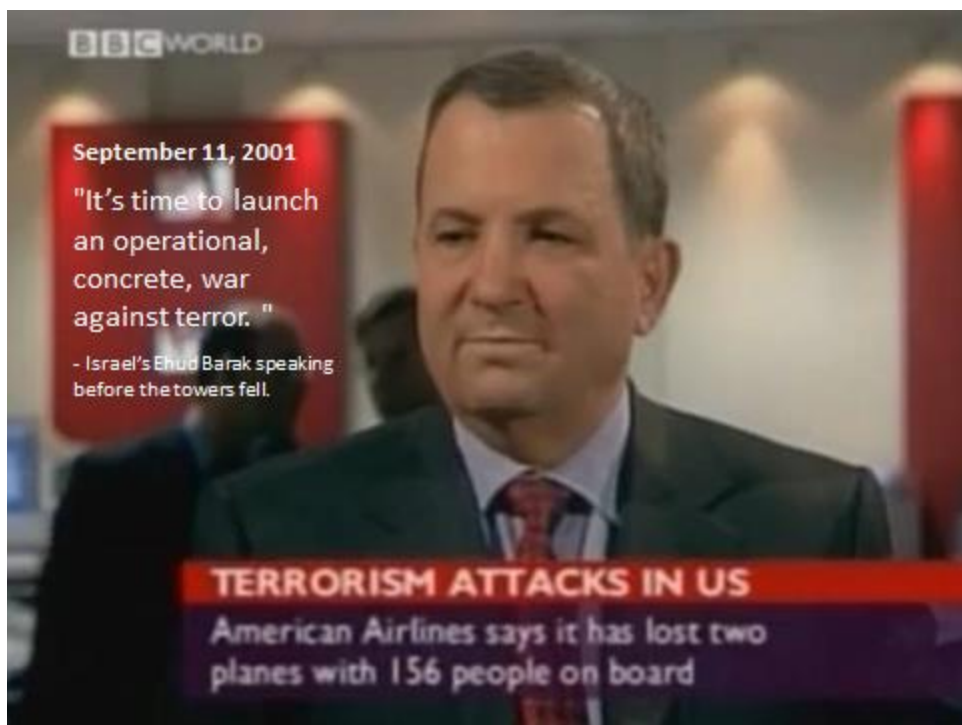 BBC WORLD
September 11, 2001
"It's time to launch
an operational,
concrete, war
against terror. "
- Israel's Ehud Barak speaking
before the towers fell.
TERRORISM ATTACKS IN US
American Airlines says it has lost two
planes with 156 people on board